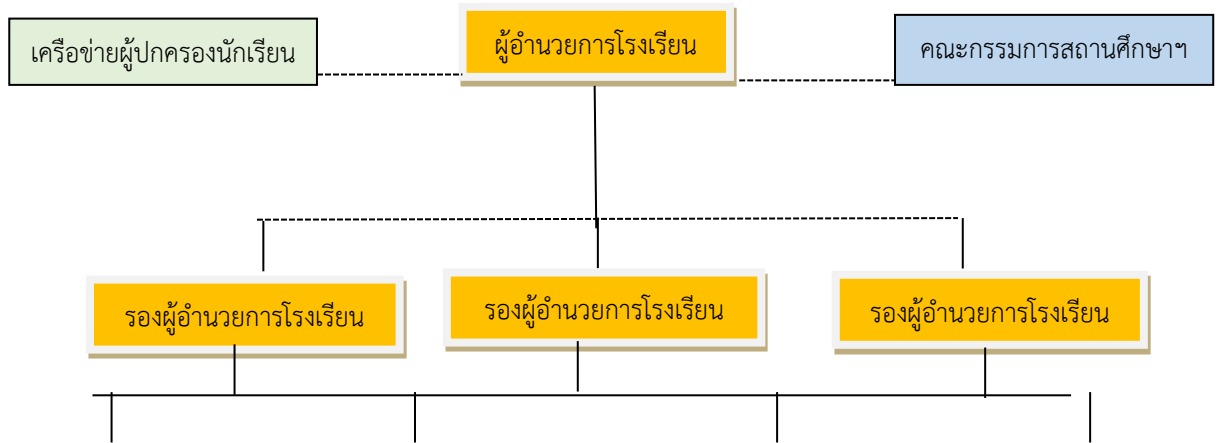 เครือข่ายผู้ปกครองนักเรียน
ผู้อำนวยการโรงเรียน
คณะกรรมการสถานศึกษาฯ
รองผู้อำนวยการโรงเรียน
รองผู้อำนวยการโรงเรียน
รองผู้อำนวยการโรงเรียน